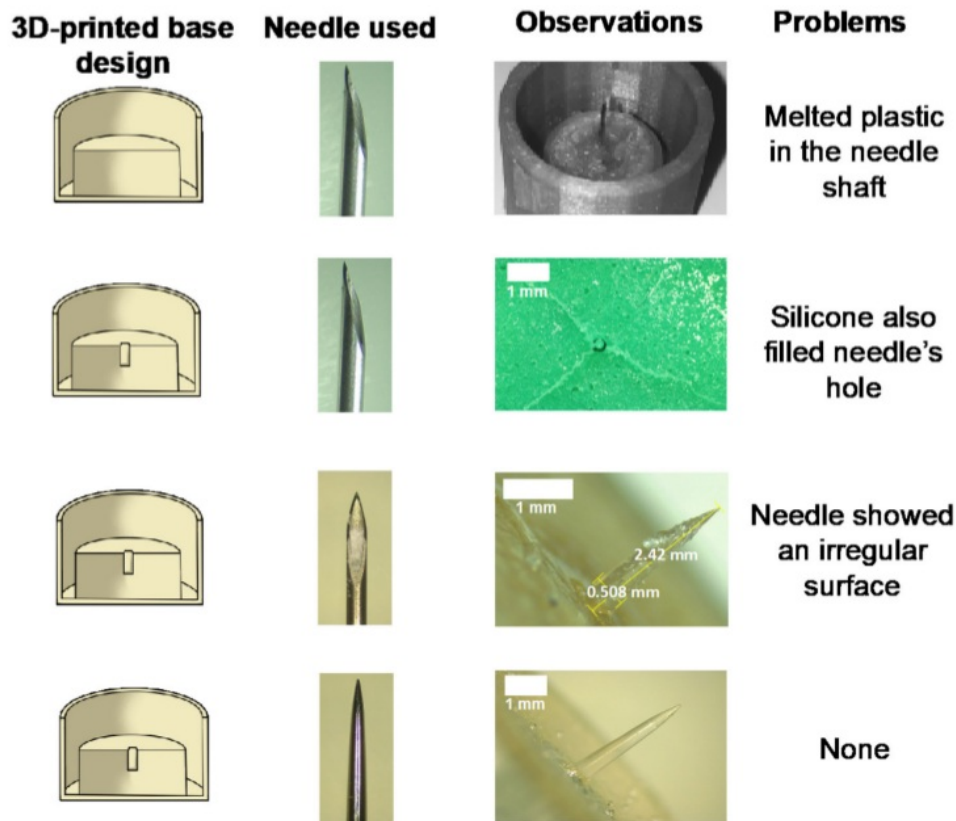 3D-printed base
design
Needle used
Observations
Problems
Melted plastic
in the needle
shaft
1 mm
Silicone also
filled needle's
hole
1 mm
2.42 mm
0.508 mm
Needle showed
an irregular
surface
1 mm
None